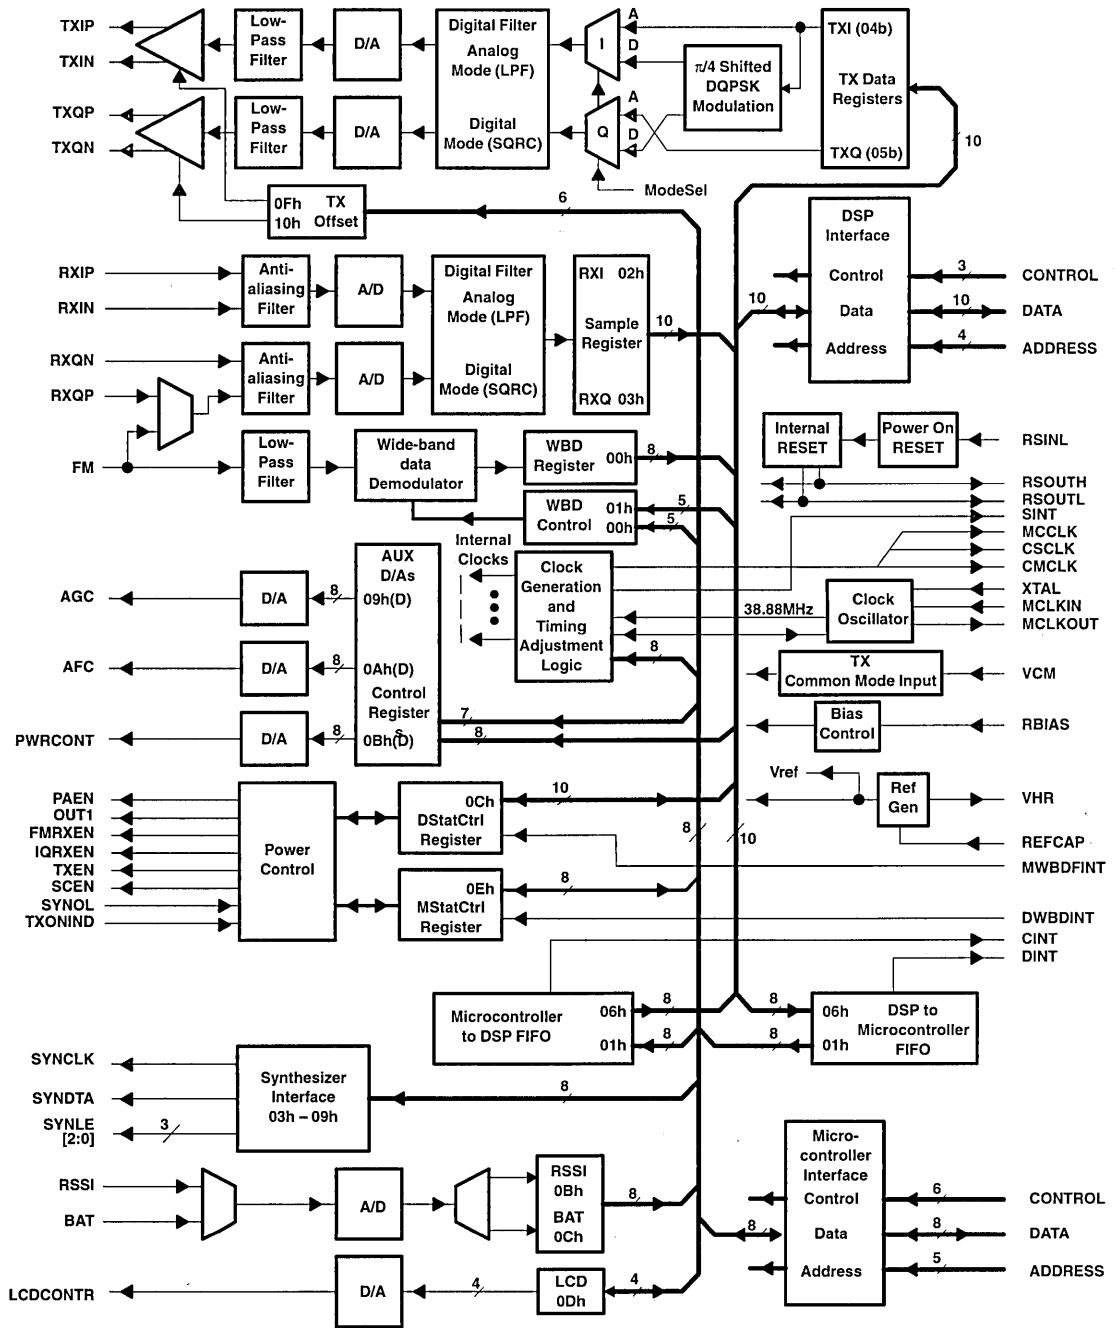 TXIP
TXIN
TXQP
TXQN
Low-
Pass
Filter
Low-
Pass
Filter
D/A
D/A
Digital Filter
Analog
Mode (LPF)
Digital
Mode (SQRC)
I
Q
A
D
A
D
ModeSel
π/4 Shifted
DQPSK
Modulation
TXI (04b)
TX Data
Registers
TXQ (05b)
10
0Fh
10h
TX
Offset
6
DSP
Interface
Control
Data
Address
3
CONTROL
10
10
DATA
4
ADDRESS
RXIP
RXIN
RXQN
RXQP
FM
Anti-
aliasing
Filter
Anti-
aliasing
Filter
A/D
A/D
Digital Filter
Analog
Mode (LPF)
Digital
Mode (SQRC)
RXI 02h
Sample
Register
RXQ 03h
10
Low-
Pass
Filter
Wide-band
data
Demodulator
WBD
Register
00h
8
WBD
Control
01h
00h
5
5
Internal
RESET
Power On
RESET
RSINL
RSOUTH
RSOUTL
SINT
MCCLK
CSCLK
CMCLK
XTAL
MCLKIN
MCLKOUT
Internal
Clocks
Clock
Generation
and
Timing
Adjustment
Logic
8
38.88MHz
Clock
Oscillator
TX
Common Mode Input
VCM
Bias
Control
RBIAS
Vref
Ref
Gen
VHR
REFCAP
MWBDFINT
DWBDINT
CINT
DINT
AGC
AFC
PWRCONT
D/A
D/A
D/A
8
8
8
AUX
D/As
09h(D)
0Ah(D)
Control
Register
s
0Bh(D)
7
8
PAEN
OUT1
FMRXEN
IQRXEN
TXEN
SCEN
SYNOL
TXONIND
Power
Control
0Ch
DStatCtrl
Register
10
0Eh
MStatCtrl
Register
8
8
10
Microcontroller
to DSP FIFO
06h
01h
8
8
8
8
06h
01h
DSP to
Microcontroller
FIFO
SYNCLK
SYNDTA
SYNLE
[2:0]
3
Synthesizer
Interface
03h – 09h
8
RSSI
BAT
A/D
RSSI
0Bh
BAT
0Ch
8
LCDCONTR
D/A
4
LCD
0Dh
4
Micro-
controller
Interface
Control
Data
Address
6
CONTROL
8
8
DATA
5
ADDRESS